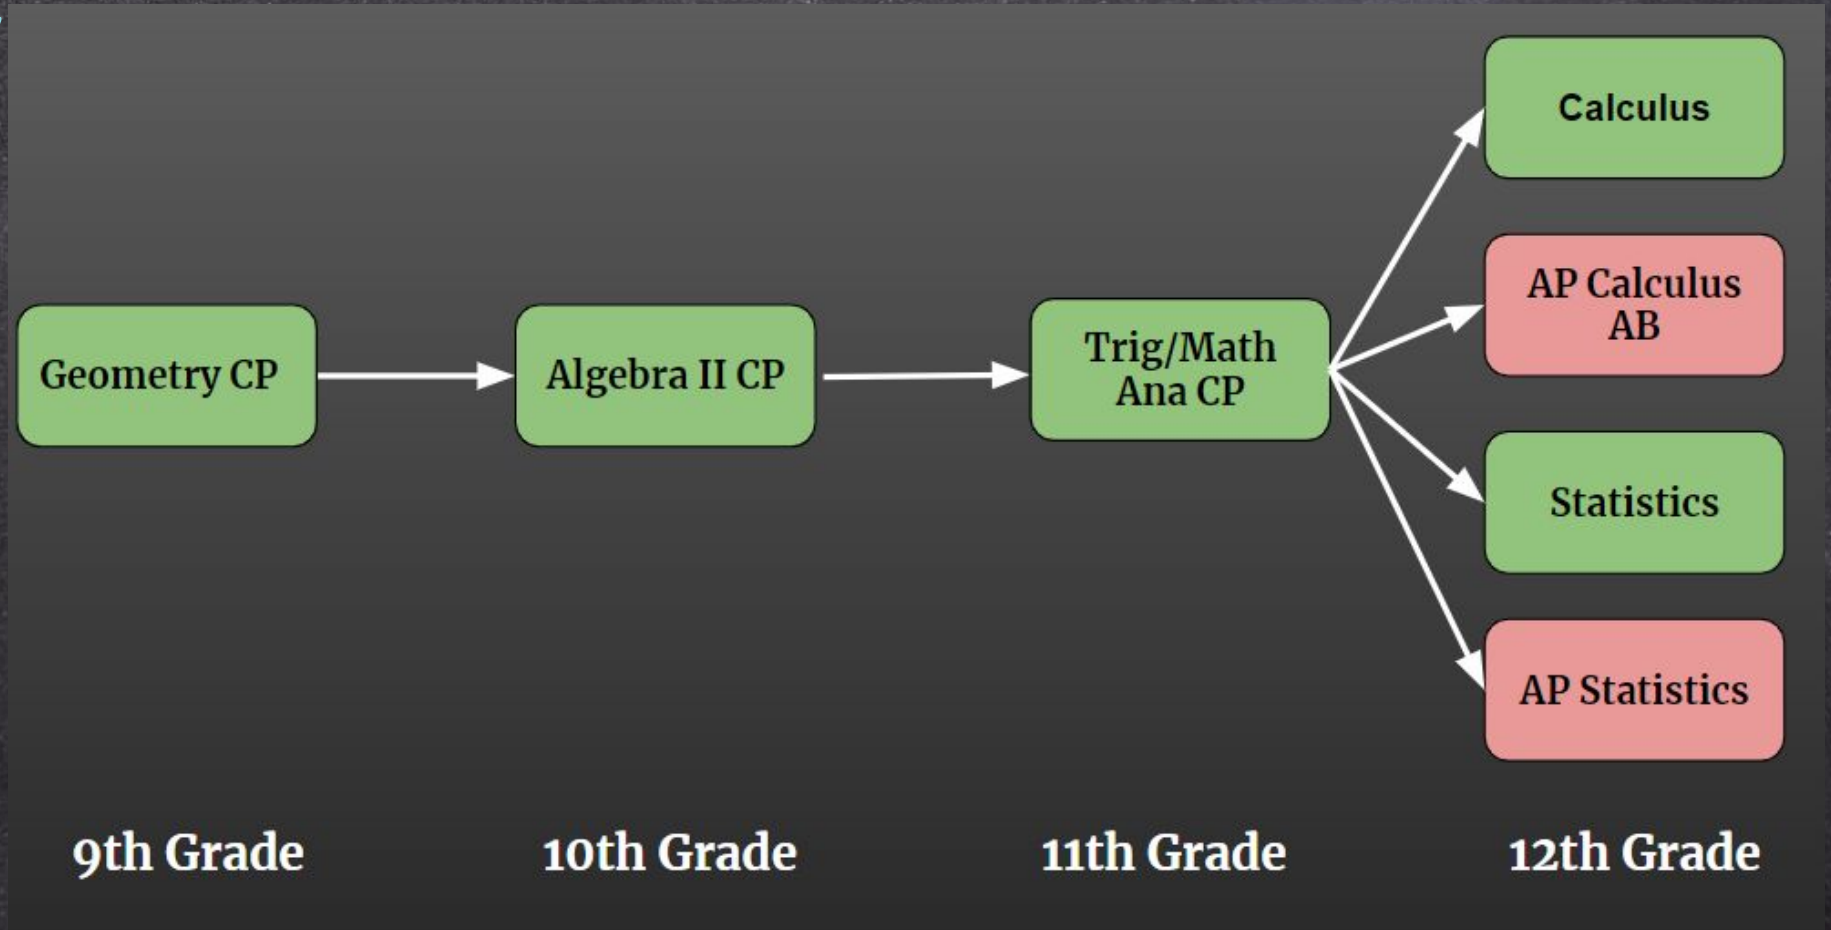 Calculus
AP Calculus
AB
Geometry CP
Algebra II CP
Trig/Math
Ana CP
Statistics
AP Statistics
9th Grade
10th Grade
11th Grade
12th Grade